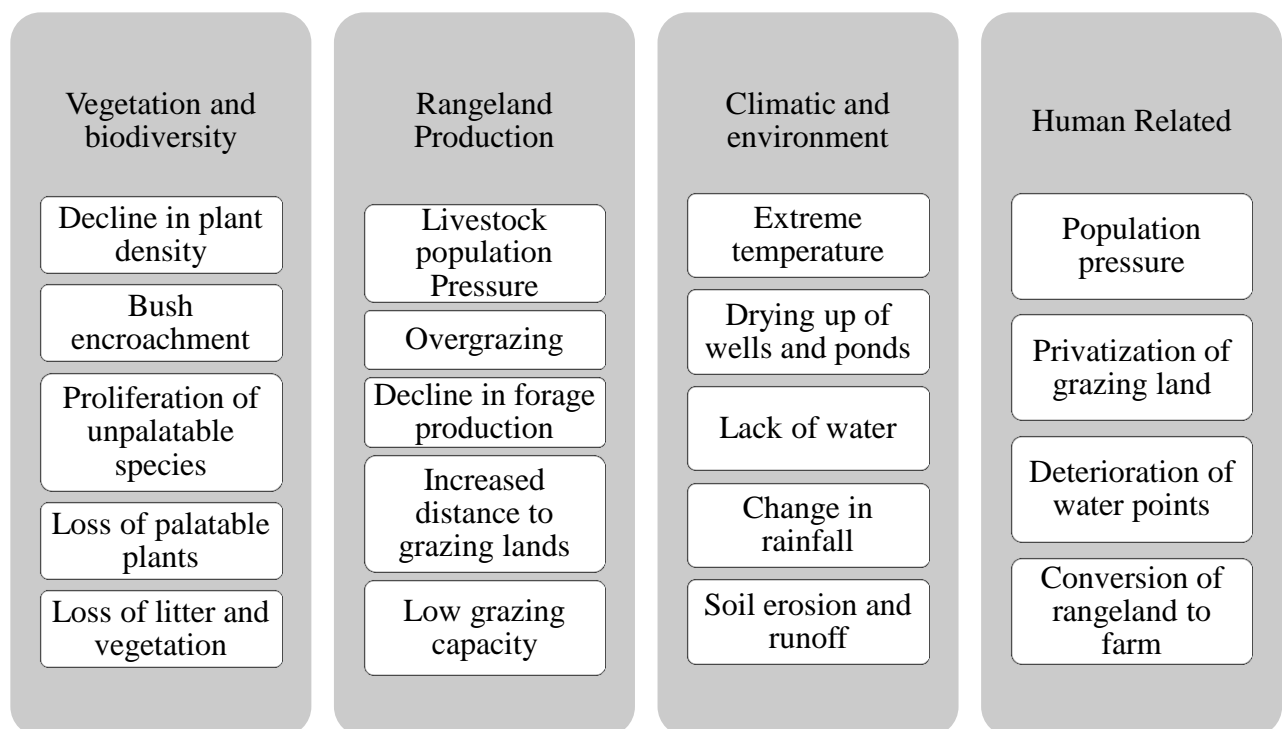 Vegetation and
biodiversity
Decline in plant
density
Bush
encroachment
Proliferation of
unpalatable
species
Loss of palatable
plants
Loss of litter and
vegetation
Rangeland
Production
Livestock
population
Pressure
Overgrazing
Decline in forage
production
Increased
distance to
grazing lands
Low grazing
capacity
Climatic and
environment
Extreme
temperature
Drying up of
wells and ponds
Lack of water
Change in
rainfall
Soil erosion and
runoff
Human Related
Population
pressure
Privatization of
grazing land
Deterioration of
water points
Conversion of
rangeland to
farm